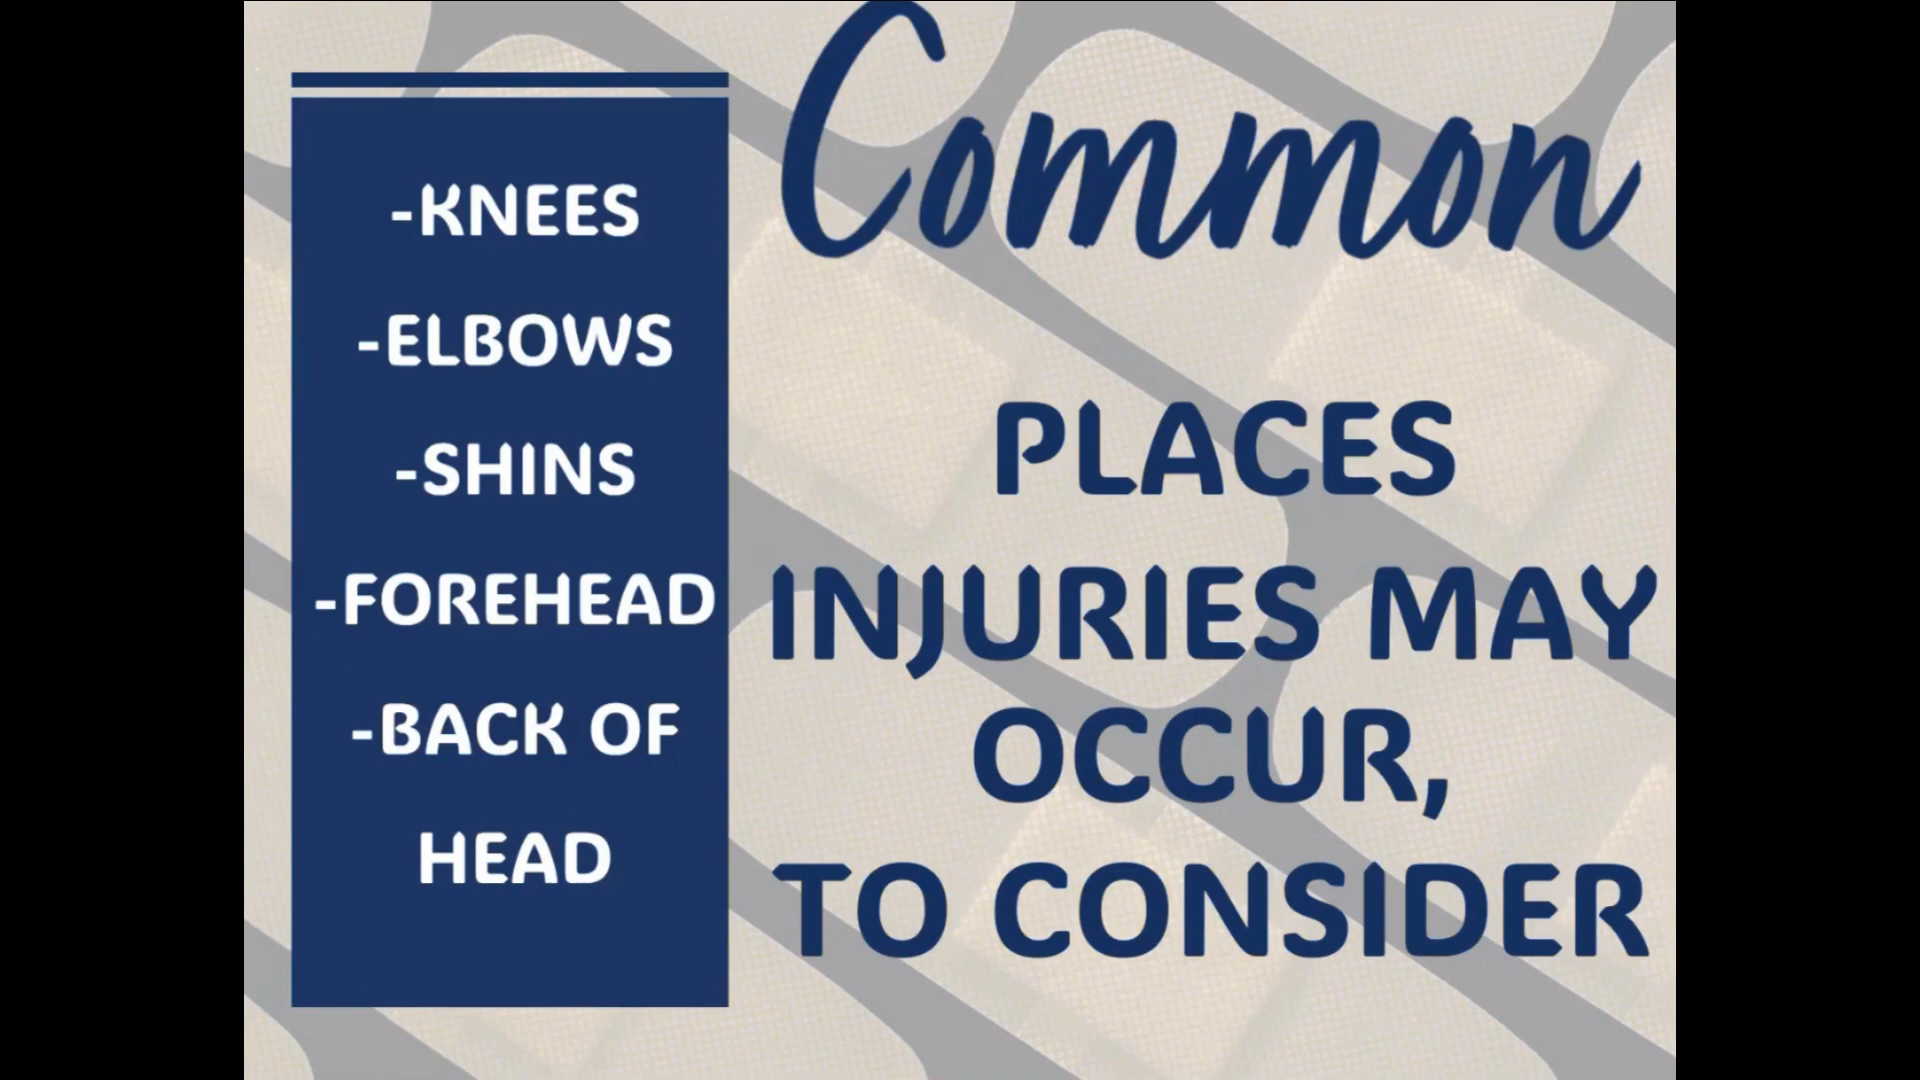 -KNEES
-ELBOWS
-SHINS
-FOREHEAD
-BACK OF
HEAD
Common
PLACES
INJURIES MAY
OCCUR,
TO CONSIDER